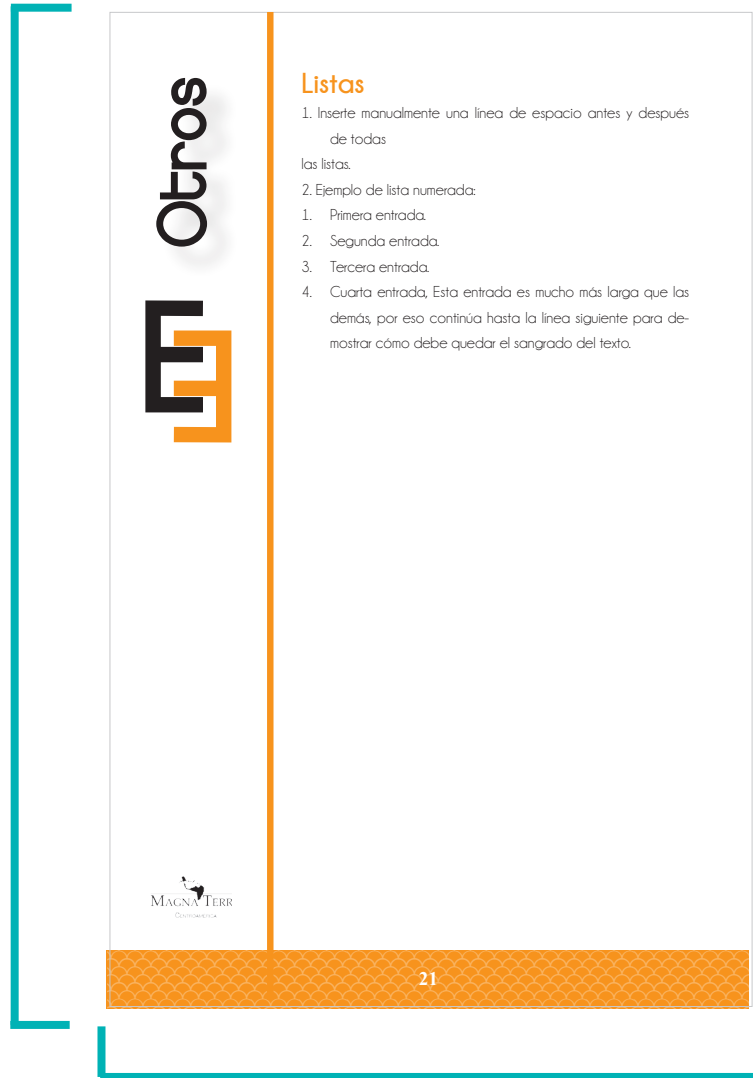 Otros
Listas
1. Inserte manualmente una línea de espacio antes y después
de todas
las listas.
2. Ejemplo de lista numerada:
1. Primera entrada.
2. Segunda entrada.
3. Tercera entrada.
4. Cuarta entrada, Esta entrada es mucho más larga que las
demás, por eso continúa hasta la línea siguiente para de-
mostrar cómo debe quedar el sangrado del texto.
MAGNA TERR
CENTROAMÉRICA
21